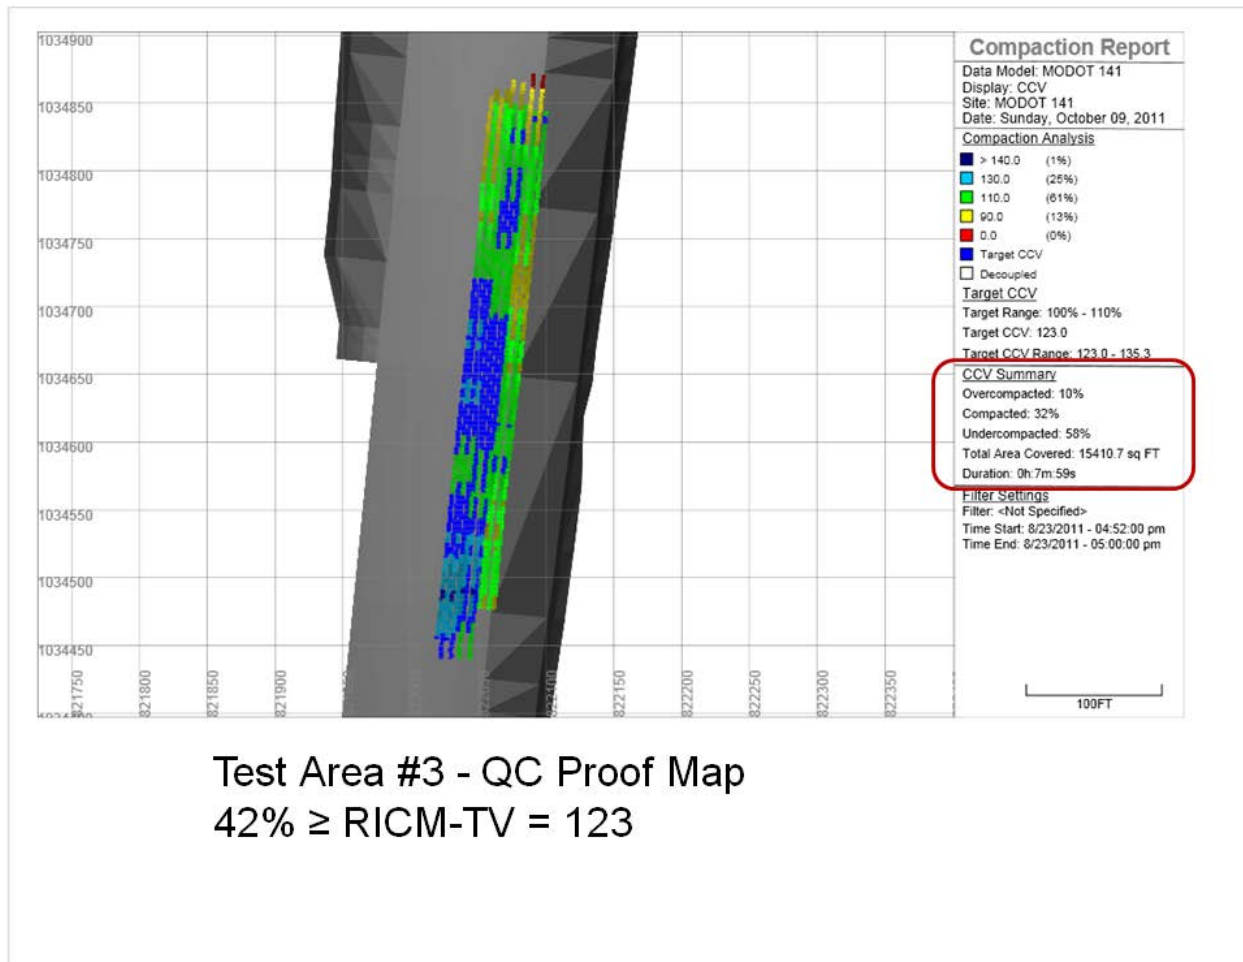 1034900
1034850
1034800
1034750
1034700
1034650
1034600
1034550
1034500
1034450
821750
821800
821850
821900
822100
822150
822200
822250
822300
822350
Compaction Report
Data Model: MODOT 141
Display: CCV
Site: MODOT 141
Date: Sunday, October 09, 2011
Compaction Analysis
> 140.0 (1%)
130.0 (25%)
110.0 (61%)
90.0 (13%)
0.0 (0%)
Target CCV
Decoupled
Target CCV
Target Range: 100% - 110%
Target CCV: 123.0
Target CCV Range: 123.0 - 135.3
CCV Summary
Overcompacted: 10%
Compacted: 32%
Undercompacted: 58%
Total Area Covered: 15410.7 sq FT
Duration: 0h:7m:59s
Filter Settings
Filter: <Not Specified>
Time Start: 8/23/2011 - 04:52:00 pm
Time End: 8/23/2011 - 05:00:00 pm
100FT
Test Area #3 - QC Proof Map
42% ≥ RICM-TV = 123